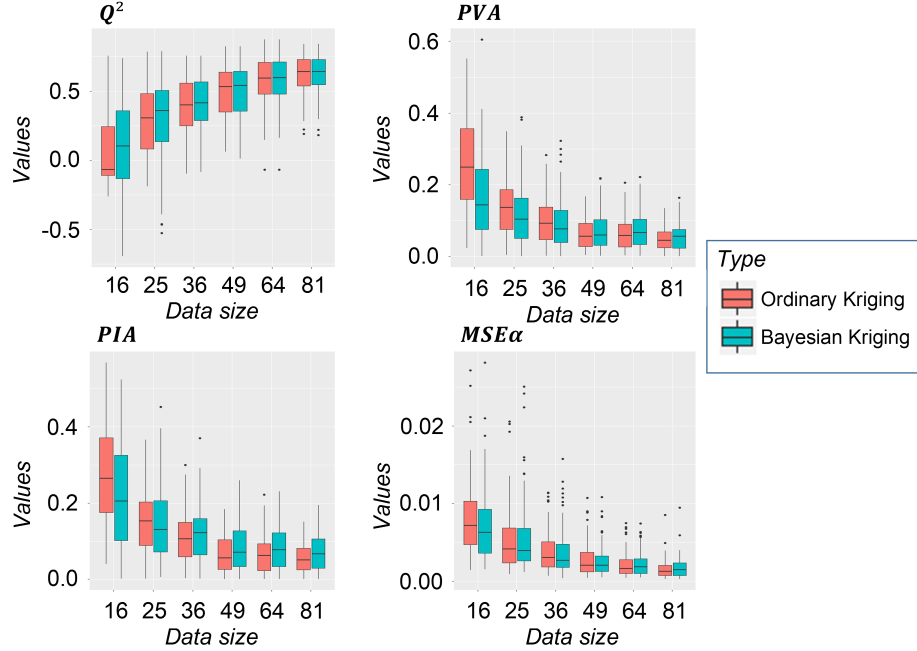 Q²
Values
0.5
0.0
-0.5
16 25 36 49 64 81
Data size
PVA
Values
0.6
0.4
0.2
0.0
16 25 36 49 64 81
Data size
Type
Ordinary Kriging
Bayesian Kriging
PIA
Values
0.4
0.2
0.0
16 25 36 49 64 81
Data size
MSEα
Values
0.02
0.01
0.00
16 25 36 49 64 81
Data size